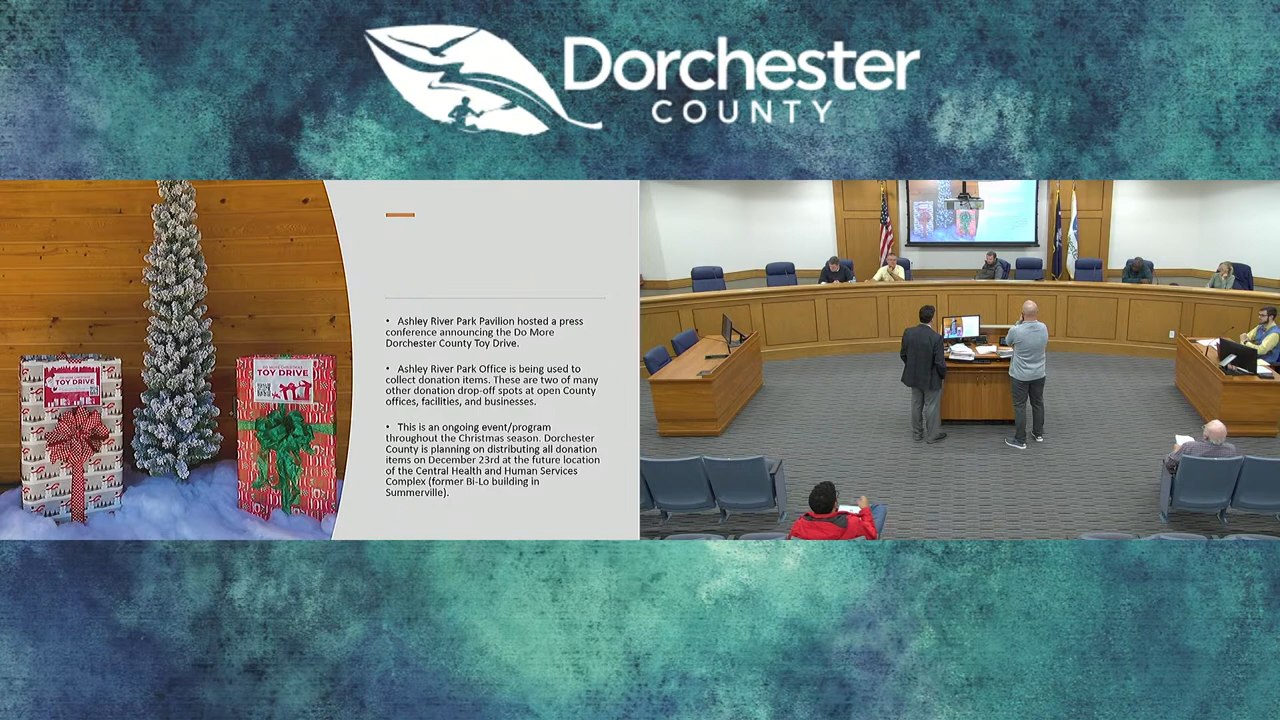 Dorchester
COUNTY
TOY DRIVE
TOY DRIVE
• Ashley River Park Pavilion hosted a press
conference announcing the Do More
Dorchester County Toy Drive.
• Ashley River Park Office is being used to
collect donation items. These are two of many
other donation drop-off spots at open County
offices, facilities, and businesses.
• This is an ongoing event/program
throughout the Christmas season. Dorchester
County is planning on distributing all donation
items on December 23rd at the future location
of the Central Health and Human Services
Complex (former Bi-Lo building in
Summerville).